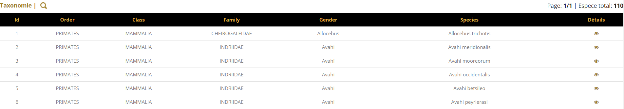 Taxonomie |
Page: 1/1 | Espece total: 110
Id Order Class Family Gender Species Details
1 PRIMATES MAMMALIA CHEIROGALEIDAE Allocebus Allocebus trichotis
2 PRIMATES MAMMALIA INDRIIDAE Avahi Avahi meridionalis
3 PRIMATES MAMMALIA INDRIIDAE Avahi Avahi mooreorum
4 PRIMATES MAMMALIA INDRIIDAE Avahi Avahi occidentalis
5 PRIMATES MAMMALIA INDRIIDAE Avahi Avahi betsileo
6 PRIMATES MAMMALIA INDRIIDAE Avahi Avahi peyrierasi